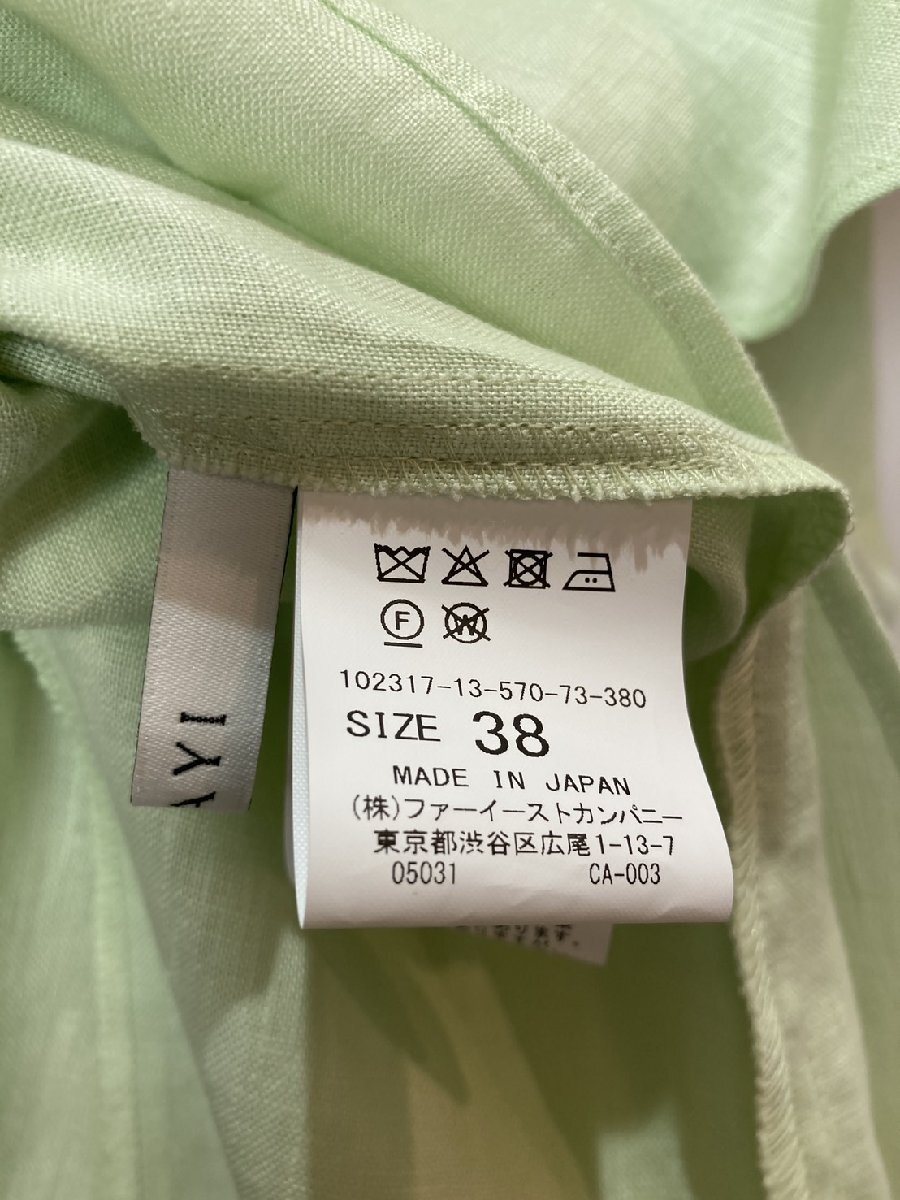 AYI
F
W
102317-13-570-73-380
SIZE 38
MADE IN JAPAN
(株)ファーイーストカンパニー
東京都渋谷区広尾1-13-7
05031 CA-003